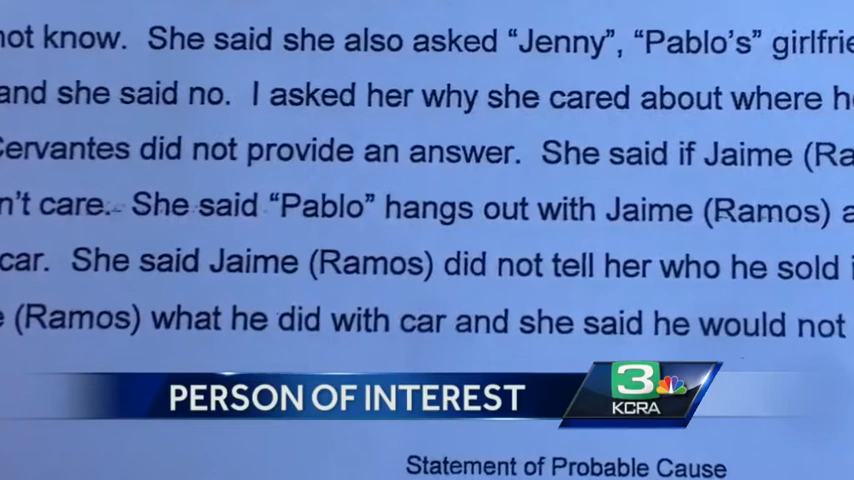 not know. She said she also asked “Jenny”, “Pablo’s” girlfrie
and she said no. I asked her why she cared about where h
Cervantes did not provide an answer. She said if Jaime (Ra
n’t care. She said “Pablo” hangs out with Jaime (Ramos) a
car. She said Jaime (Ramos) did not tell her who he sold i
e (Ramos) what he did with car and she said he would not
PERSON OF INTEREST
3
KCRA
Statement of Probable Cause